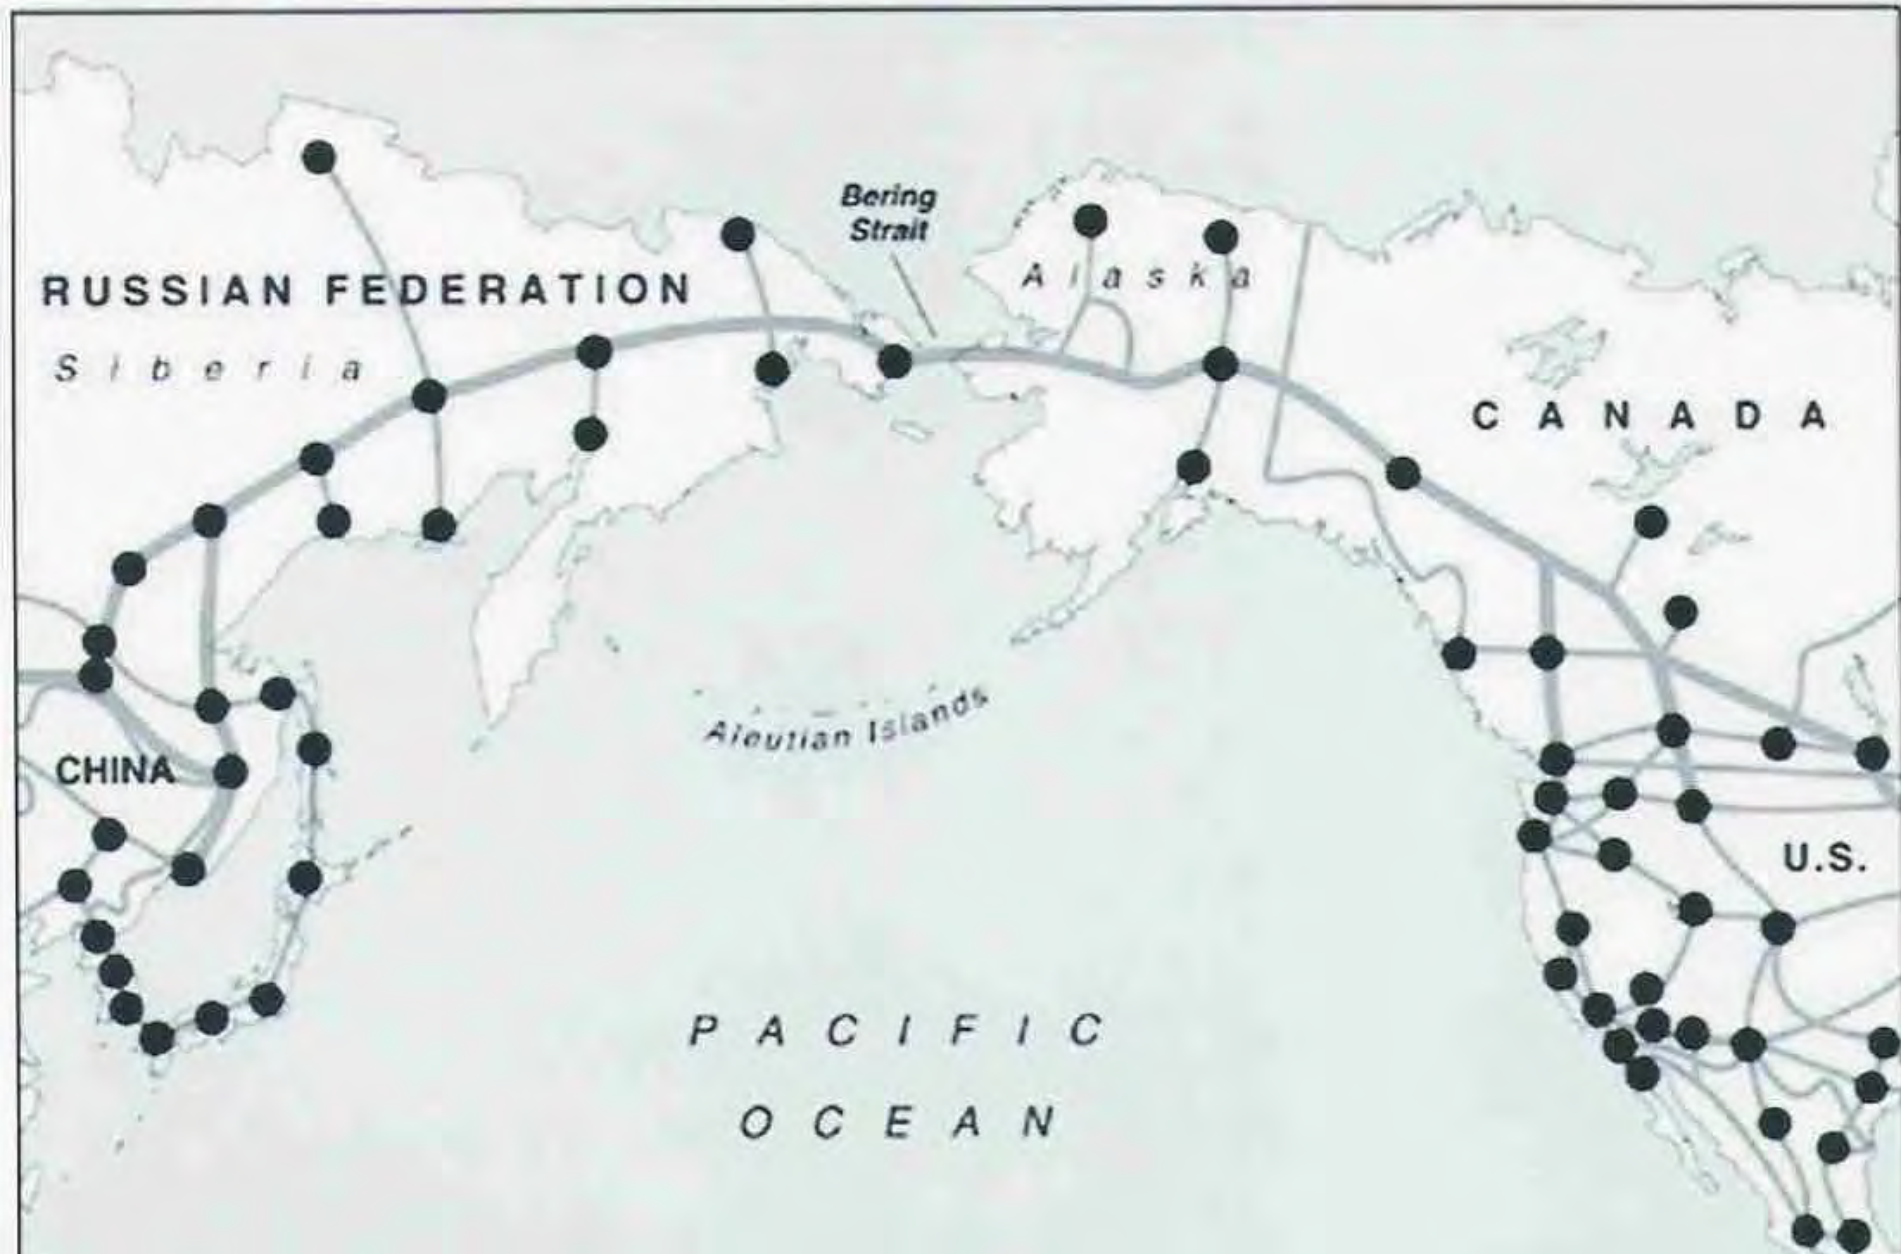 Bering
Strait
Alaska
RUSSIAN FEDERATION
Siberia
CANADA
Aleutian Islands
CHINA
U.S.
PACIFIC
OCEAN